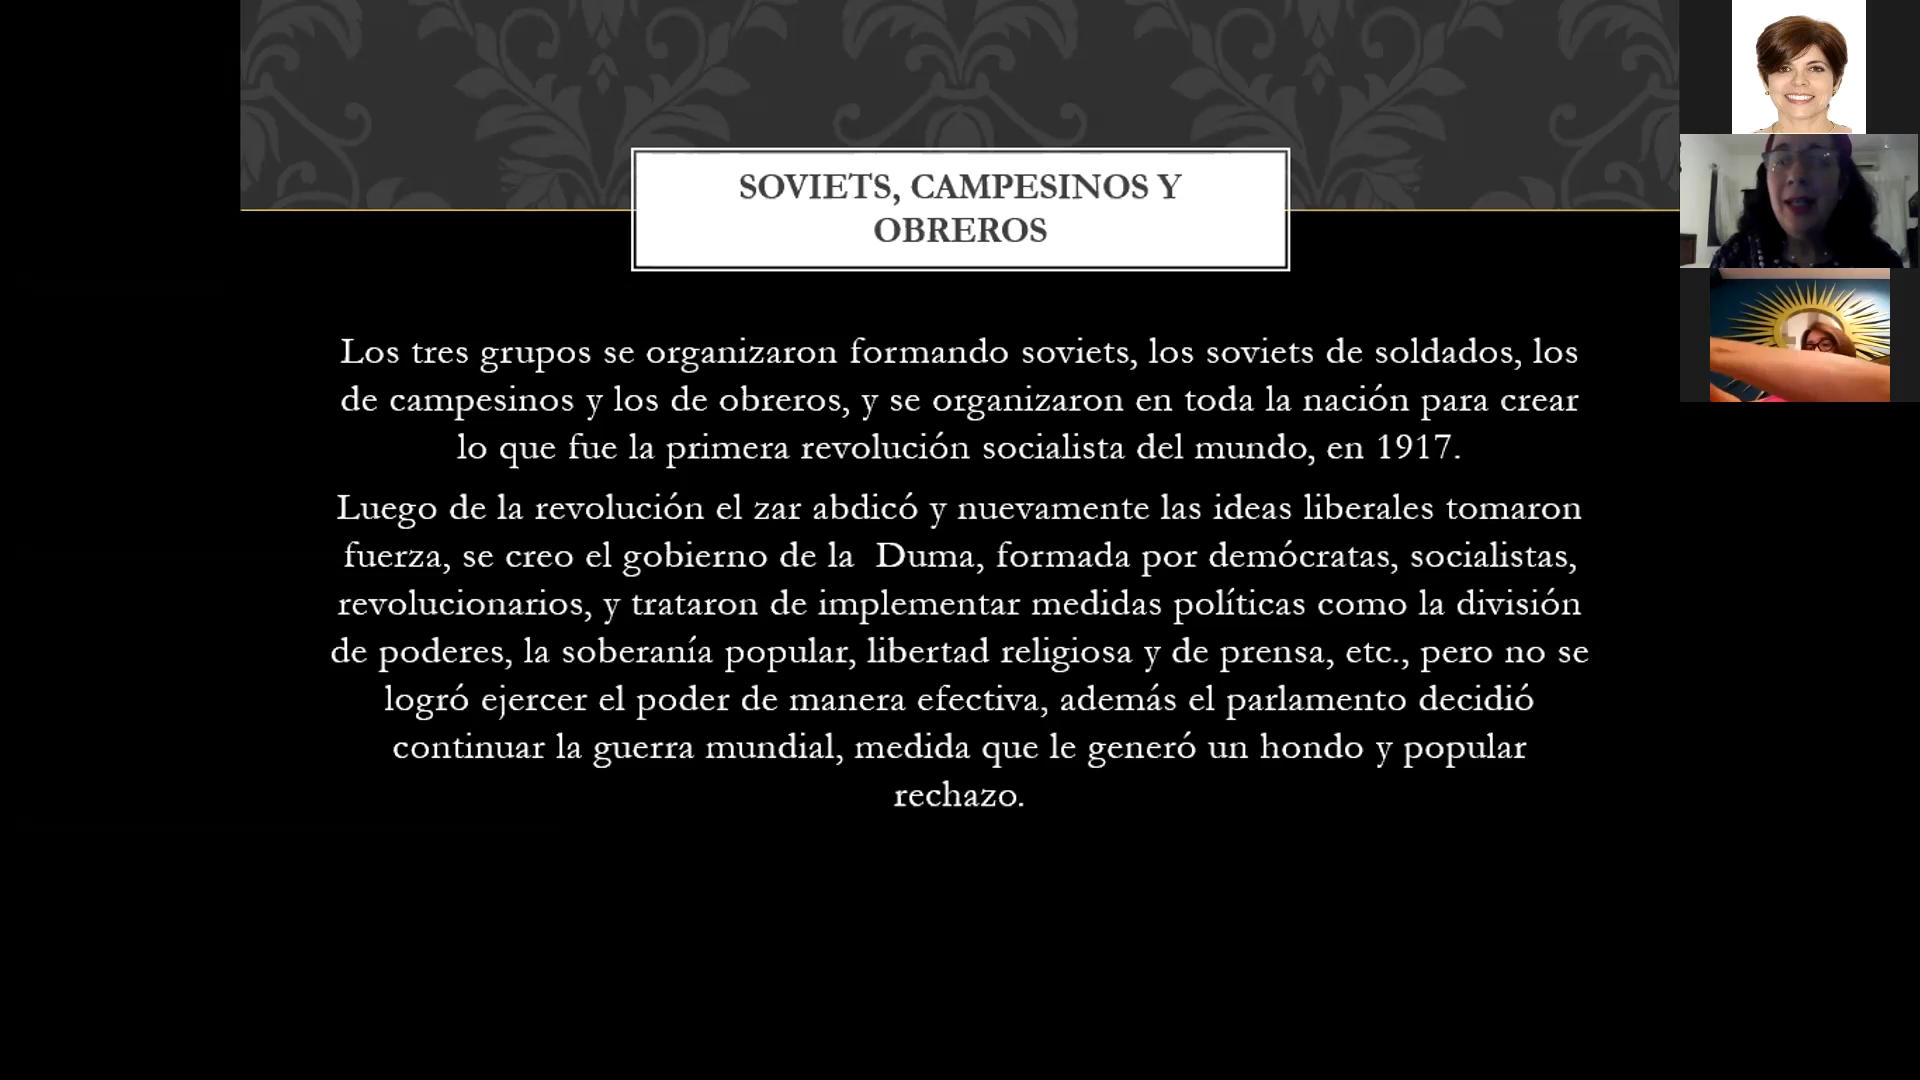 SOVIETS, CAMPESINOS Y
OBREROS
Los tres grupos se organizaron formando soviets, los soviets de soldados, los
de campesinos y los de obreros, y se organizaron en toda la nación para crear
lo que fue la primera revolución socialista del mundo, en 1917.
Luego de la revolución el zar abdicó y nuevamente las ideas liberales tomaron
fuerza, se creo el gobierno de la  Duma, formada por demócratas, socialistas,
revolucionarios, y trataron de implementar medidas políticas como la división
de poderes, la soberanía popular, libertad religiosa y de prensa, etc., pero no se
logró ejercer el poder de manera efectiva, además el parlamento decidió
continuar la guerra mundial, medida que le generó un hondo y popular
rechazo.